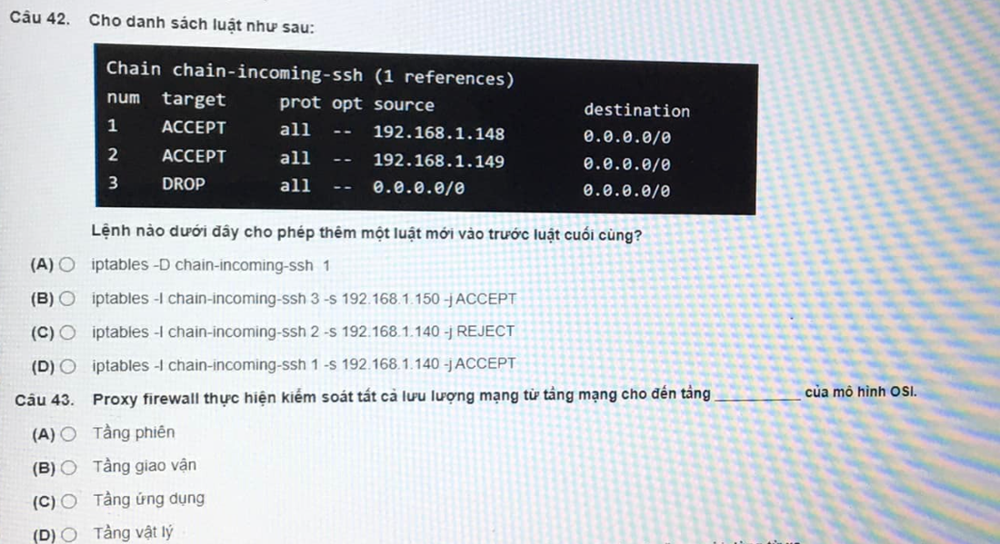 Câu 42. Cho danh sách luật như sau:
Chain chain-incoming-ssh (1 references)
num target prot opt source destination
1 ACCEPT all -- 192.168.1.148 0.0.0.0/0
2 ACCEPT all -- 192.168.1.149 0.0.0.0/0
3 DROP all -- 0.0.0.0/0 0.0.0.0/0
Lệnh nào dưới đây cho phép thêm một luật mới vào trước luật cuối cùng?
(A) iptables -D chain-incoming-ssh 1
(B) iptables -I chain-incoming-ssh 3 -s 192.168.1.150 -j ACCEPT
(C) iptables -I chain-incoming-ssh 2 -s 192.168.1.140 -j REJECT
(D) iptables -I chain-incoming-ssh 1 -s 192.168.1.140 -j ACCEPT
Câu 43. Proxy firewall thực hiện kiểm soát tất cả lưu lượng mạng từ tầng mạng cho đến tầng __________ của mô hình OSI.
(A) Tầng phiên
(B) Tầng giao vận
(C) Tầng ứng dụng
(D) Tầng vật lý